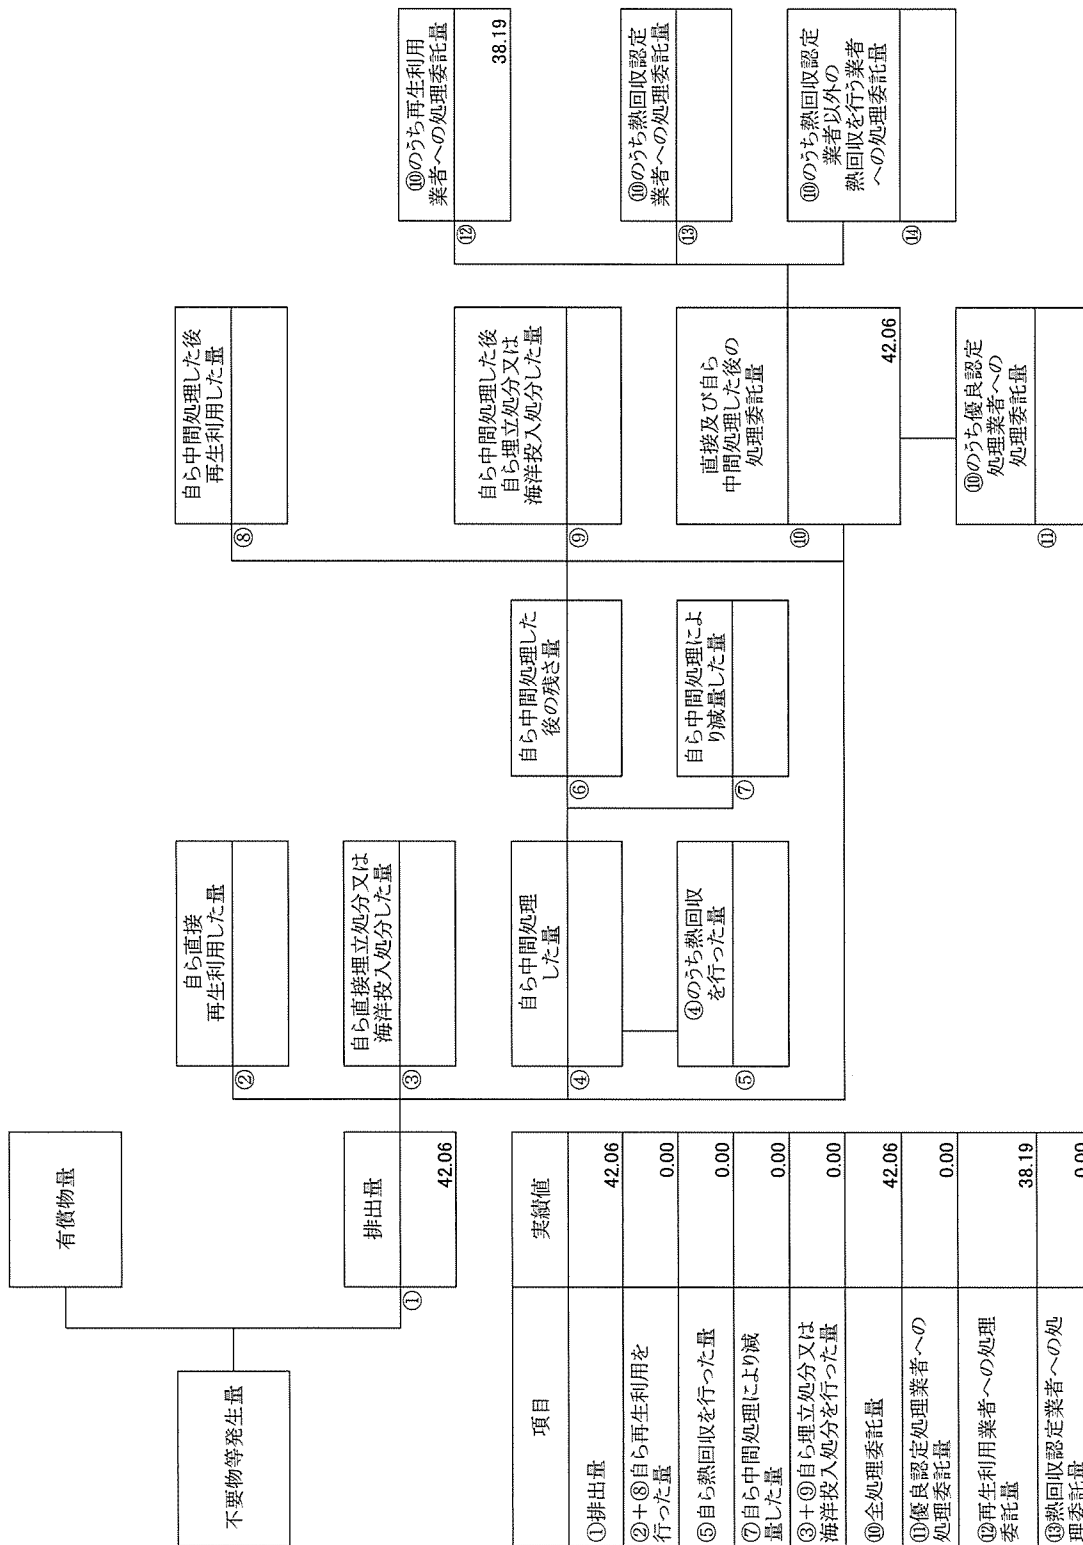 不要物等発生量
有償物量
①
排出量
42.06
②
自ら直接
再生利用した量
③
自ら直接埋立処分又は
海洋投入処分した量
④
自ら中間処理
した量
⑤
④のうち熱回収
を行った量
⑥
自ら中間処理した
後の残さ量
⑦
自ら中間処理によ
り減量した量
⑧
自ら中間処理した後
再生利用した量
⑨
自ら中間処理した後
自ら埋立処分又は
海洋投入処分した量
⑩
直接及び自ら
中間処理した後の
処理委託量
42.06
⑪
⑩のうち優良認定
処理業者への
処理委託量
⑫
⑩のうち再生利用
業者への処理委託量
38.19
⑬
⑩のうち熱回収認定
業者への処理委託量
⑭
⑩のうち熱回収認定
業者以外の
熱回収を行う業者
への処理委託量
項目 実績値
①排出量 42.06
②+⑧自ら再生利用を
行った量 0.00
⑤自ら熱回収を行った量 0.00
⑦自ら中間処理により減
量した量 0.00
③+⑨自ら埋立処分又は
海洋投入処分を行った量 0.00
⑩全処理委託量 42.06
⑪優良認定処理業者への
処理委託量 0.00
⑫再生利用業者への処理
委託量 38.19
⑬熱回収認定業者への処
理委託量 0.00